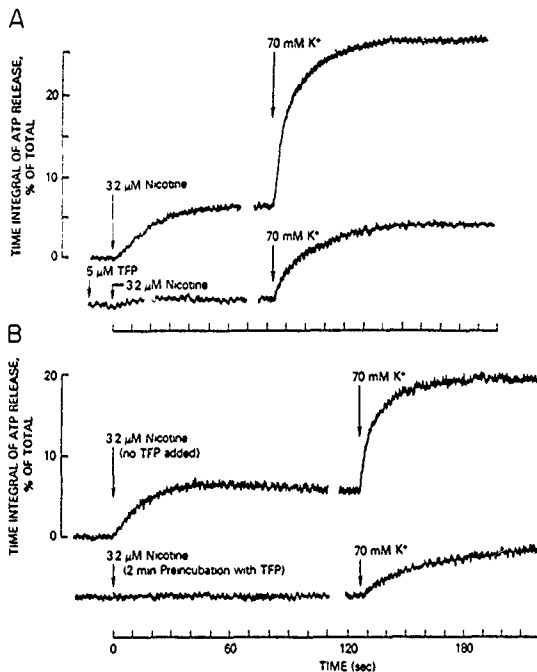 A
TIME INTEGRAL OF ATP RELEASE,
% OF TOTAL
20
10
0
70 mM K⁺
32 µM Nicotine
70 mM K⁺
5 µM TFP
32 µM Nicotine
B
TIME INTEGRAL OF ATP RELEASE,
% OF TOTAL
20
10
0
70 mM K⁺
32 µM Nicotine
(no TFP added)
32 µM Nicotine
(2 min Preincubation with TFP)
70 mM K⁺
0
60
120
180
TIME (sec)